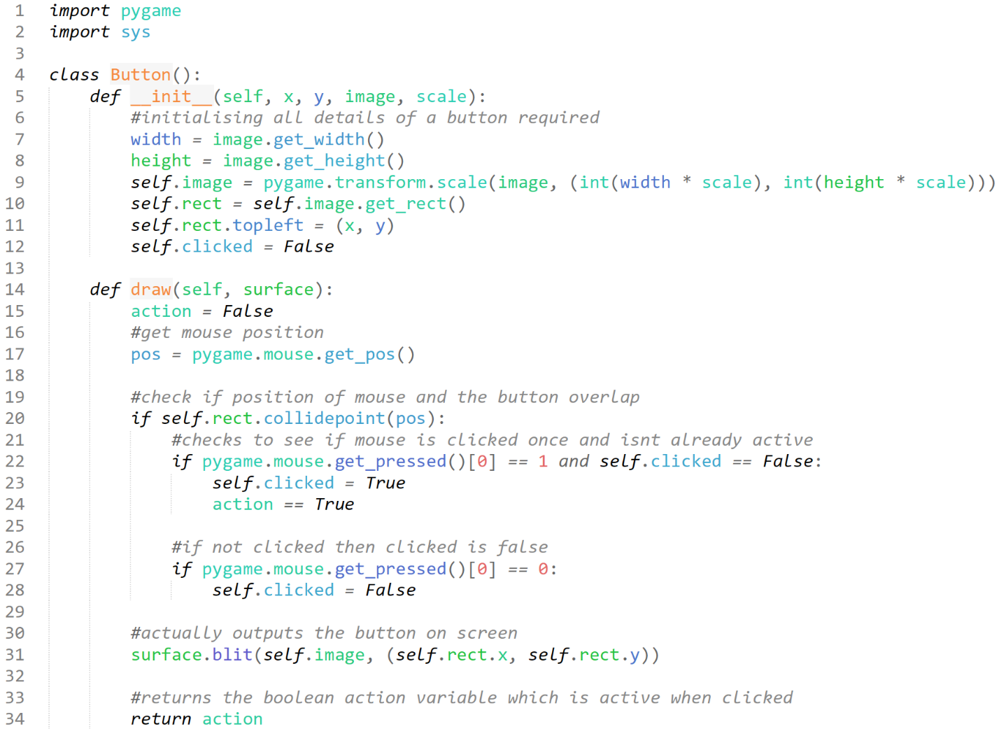 1 import pygame
2 import sys
3
4 class Button():
5     def __init__(self, x, y, image, scale):
6         #initialising all details of a button required
7         width = image.get_width()
8         height = image.get_height()
9         self.image = pygame.transform.scale(image, (int(width * scale), int(height * scale)))
10         self.rect = self.image.get_rect()
11         self.rect.topleft = (x, y)
12         self.clicked = False
13
14     def draw(self, surface):
15         action = False
16         #get mouse position
17         pos = pygame.mouse.get_pos()
18
19         #check if position of mouse and the button overlap
20         if self.rect.collidepoint(pos):
21             #checks to see if mouse is clicked once and isnt already active
22             if pygame.mouse.get_pressed()[0] == 1 and self.clicked == False:
23                 self.clicked = True
24                 action == True
25
26             #if not clicked then clicked is false
27             if pygame.mouse.get_pressed()[0] == 0:
28                 self.clicked = False
29
30         #actually outputs the button on screen
31         surface.blit(self.image, (self.rect.x, self.rect.y))
32
33         #returns the boolean action variable which is active when clicked
34         return action